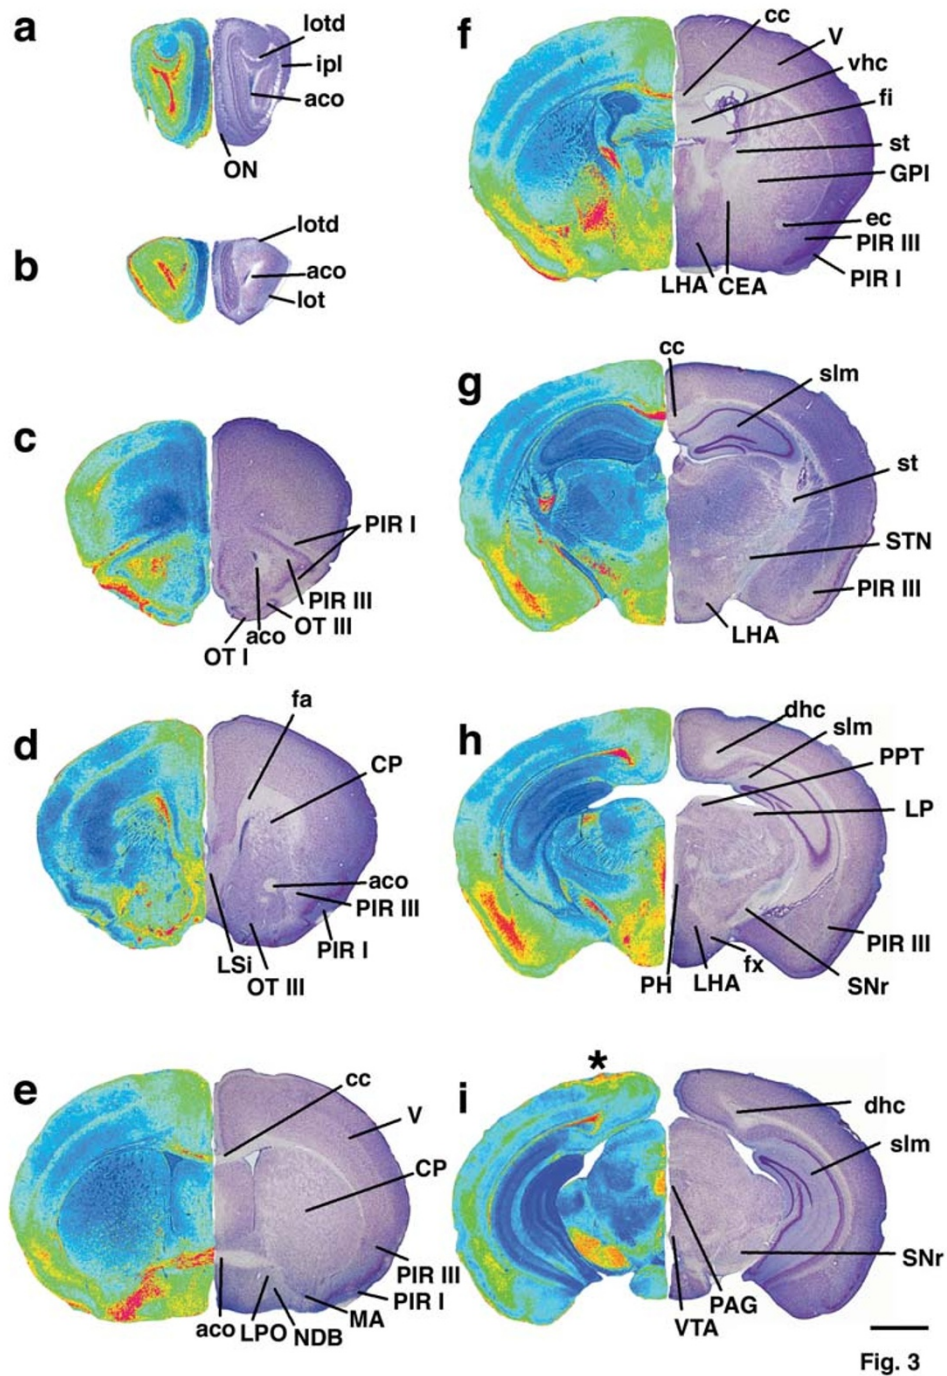 a
lotd
ipl
aco
ON
b
lotd
aco
lot
c
PIR I
PIR III
OT III
aco
OT I
d
fa
CP
aco
PIR III
PIR I
LSi
OT III
e
cc
V
CP
PIR III
PIR I
MA
aco LPO NDB
f
cc
V
vhc
fi
st
GPl
ec
PIR III
PIR I
LHA CEA
g
cc
slm
st
STN
PIR III
LHA
h
dhc
slm
PPT
LP
PIR III
fx
PH LHA SNr
i
*
dhc
slm
SNr
PAG
VTA
Fig. 3